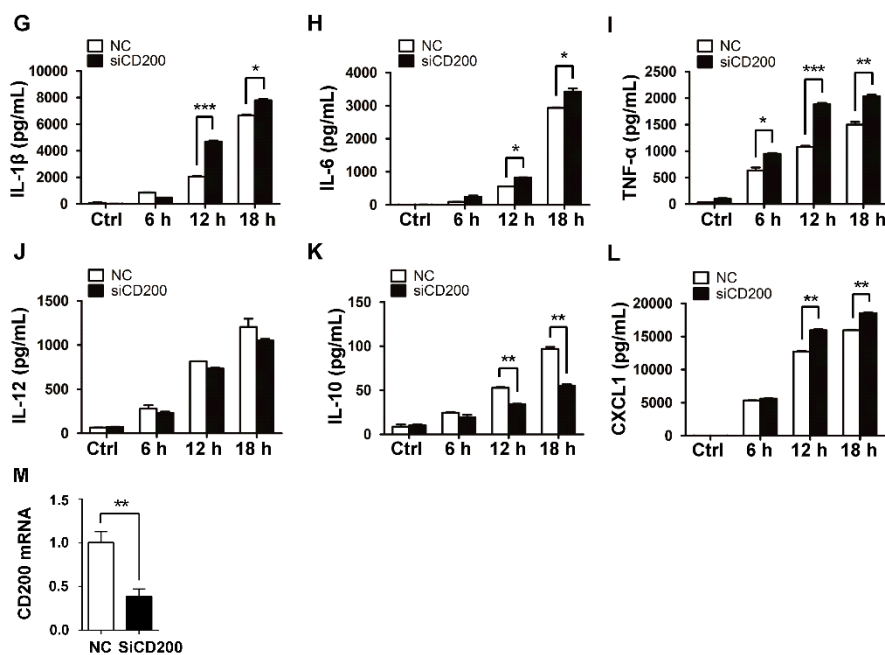 G
NC
siCD200
IL-1β (pg/mL)
10000
8000
6000
4000
2000
0
***
*
Ctrl 6 h 12 h 18 h
H
NC
siCD200
IL-6 (pg/mL)
4000
3000
2000
1000
0
*
*
Ctrl 6 h 12 h 18 h
I
NC
siCD200
TNF-α (pg/mL)
2500
2000
1500
1000
500
0
*
***
**
Ctrl 6 h 12 h 18 h
J
NC
siCD200
IL-12 (pg/mL)
1500
1000
500
0
Ctrl 6 h 12 h 18 h
K
NC
siCD200
IL-10 (pg/mL)
150
100
50
0
**
**
Ctrl 6 h 12 h 18 h
L
NC
siCD200
CXCL1 (pg/mL)
20000
15000
10000
5000
0
**
**
Ctrl 6 h 12 h 18 h
M
CD200 mRNA
1.5
1.0
0.5
0.0
**
NC SiCD200